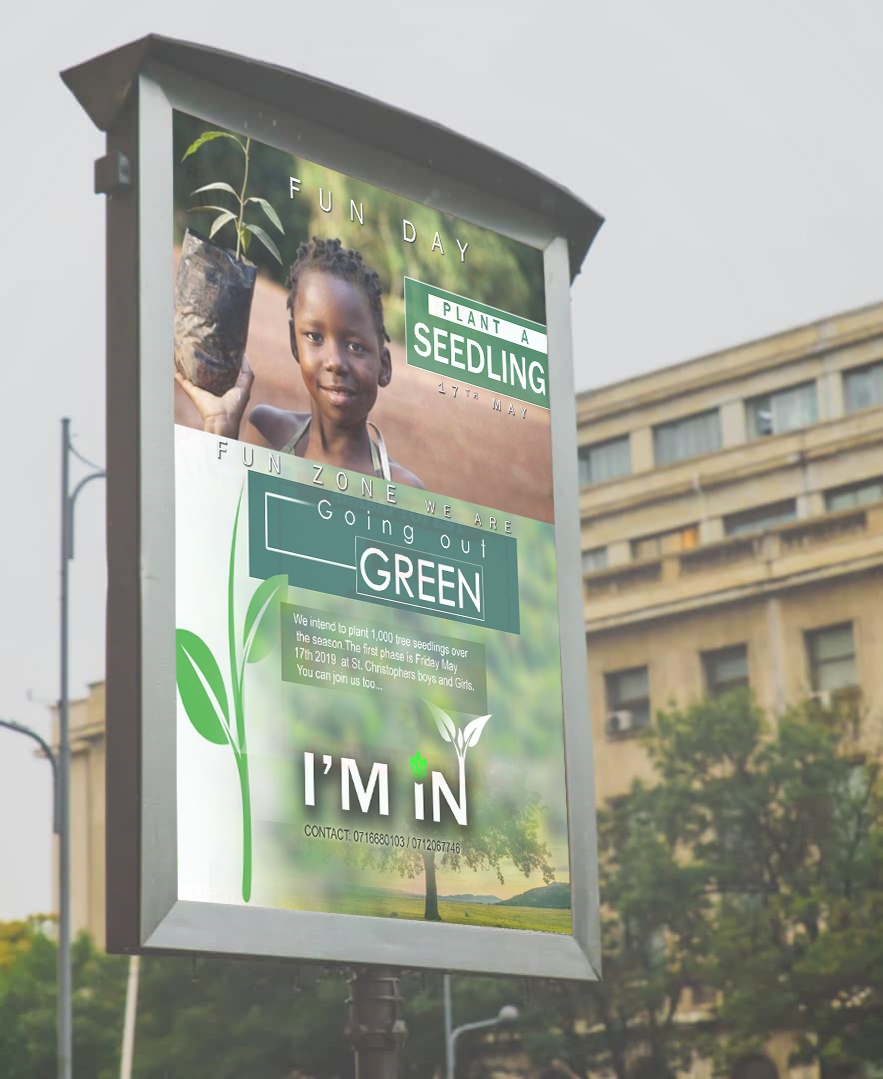 FUN DAY
PLANT A
SEEDLING
17TH MAY
FUN ZONE WE ARE
Going out
GREEN
We intend to plant 1,000 tree seedlings over
the season.The first phase is Friday May
17th 2019 at St. Christophers boys and Girls.
You can join us too...
I'M iN
CONTACT: 0716680103 / 0712067746